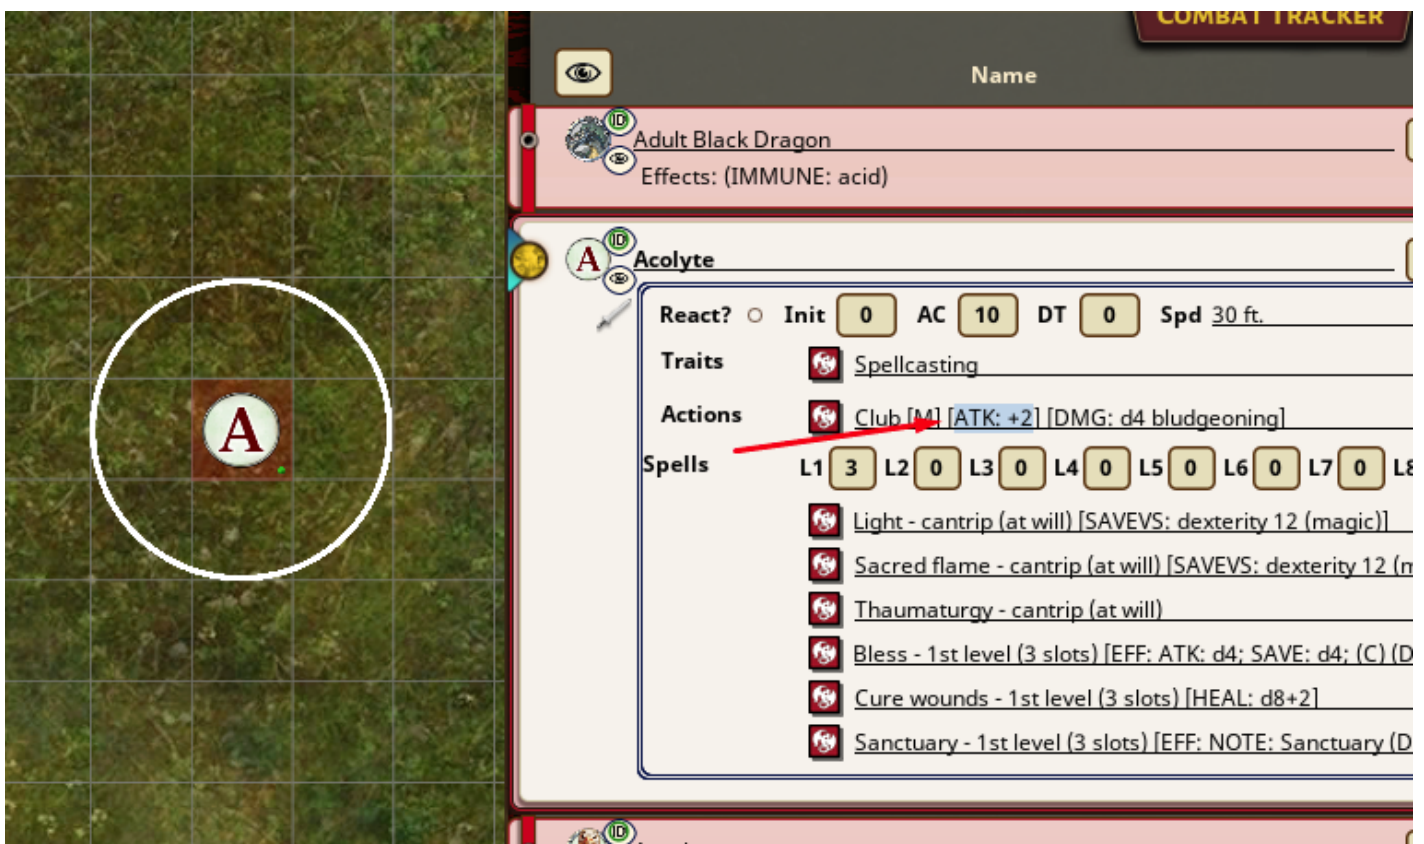 COMBAT TRACKER
Name
ID
Adult Black Dragon
Effects: (IMMUNE: acid)
ID
A Acolyte
React? Init 0 AC 10 DT 0 Spd 30 ft.
Traits Spellcasting
A
Actions Club [M] [ATK: +2] [DMG: d4 bludgeoning]
Spells L1 3 L2 0 L3 0 L4 0 L5 0 L6 0 L7 0 L8
Light - cantrip (at will) [SAVEVS: dexterity 12 (magic)]
Sacred flame - cantrip (at will) [SAVEVS: dexterity 12 (m
Thaumaturgy - cantrip (at will)
Bless - 1st level (3 slots) [EFF: ATK: d4; SAVE: d4; (C) (D
Cure wounds - 1st level (3 slots) [HEAL: d8+2]
Sanctuary - 1st level (3 slots) [EFF: NOTE: Sanctuary (D
ID